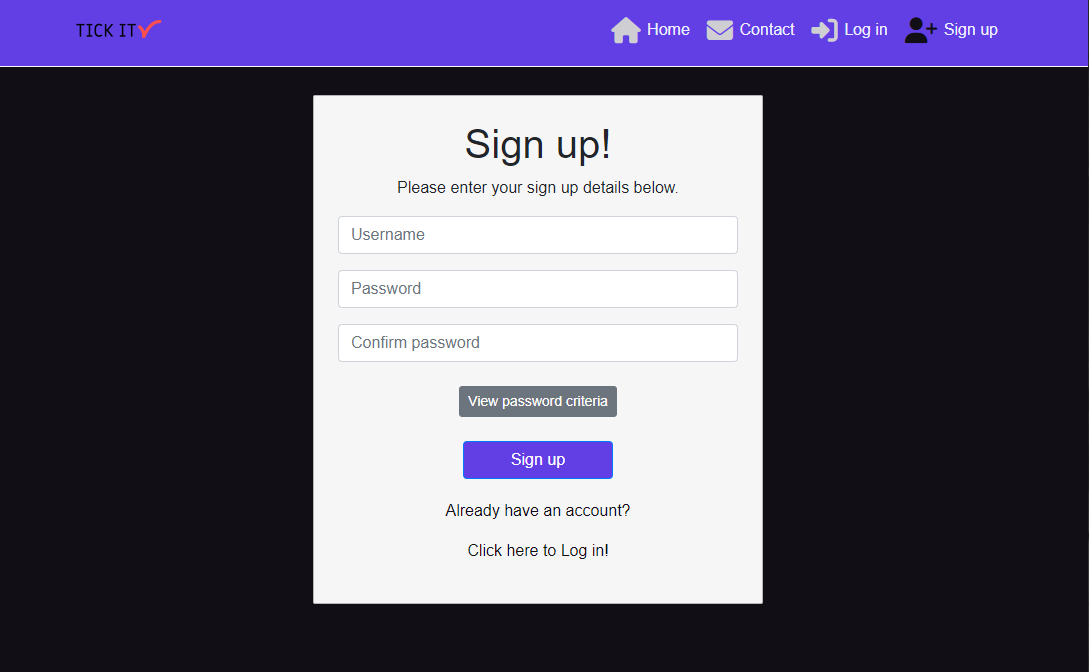 TICK IT
Home Contact Log in Sign up
Sign up!
Please enter your sign up details below.
Username
Password
Confirm password
View password criteria
Sign up
Already have an account?
Click here to Log in!